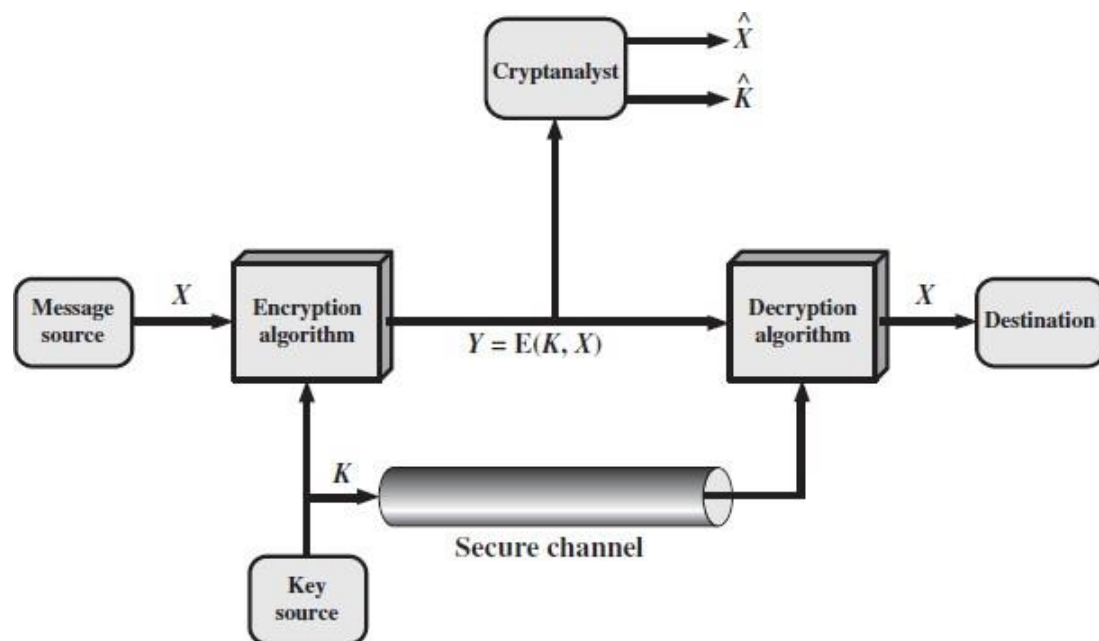 X̂
Cryptanalyst
K̂
Message
source
X
Encryption
algorithm
Y = E(K, X)
Decryption
algorithm
X
Destination
K
Secure channel
Key
source